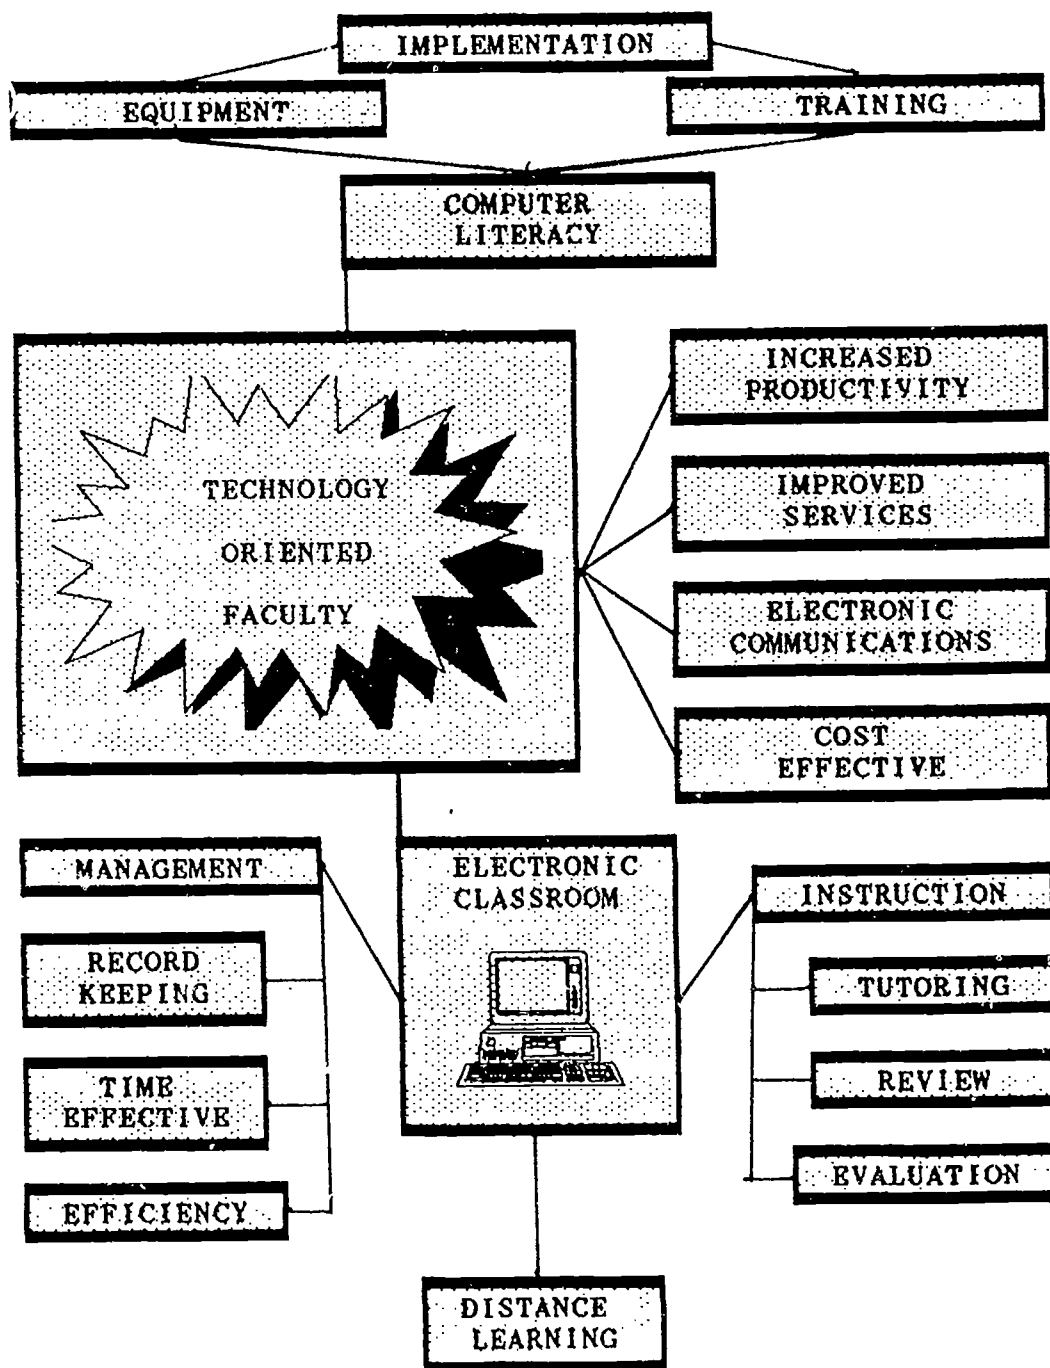 IMPLEMENTATION
EQUIPMENT
TRAINING
COMPUTER
LITERACY
TECHNOLOGY
ORIENTED
FACULTY
INCREASED
PRODUCTIVITY
IMPROVED
SERVICES
ELECTRONIC
COMMUNICATIONS
COST
EFFECTIVE
MANAGEMENT
RECORD
KEEPING
TIME
EFFECTIVE
EFFICIENCY
ELECTRONIC
CLASSROOM
INSTRUCTION
TUTORING
REVIEW
EVALUATION
DISTANCE
LEARNING